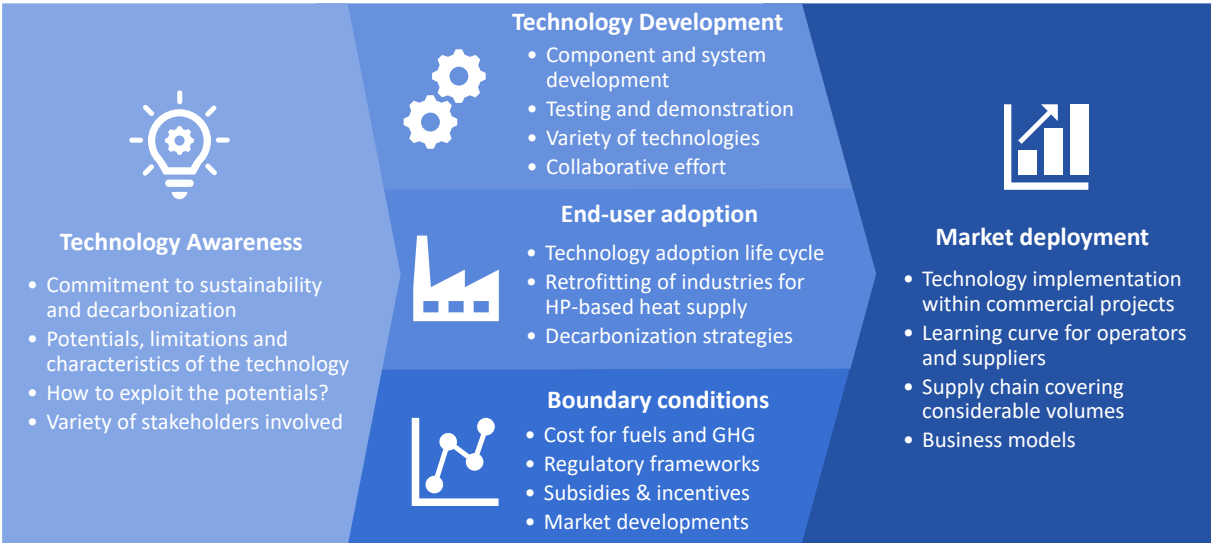 Technology Awareness
• Commitment to sustainability
and decarbonization
• Potentials, limitations and
characteristics of the technology
• How to exploit the potentials?
• Variety of stakeholders involved
Technology Development
• Component and system
development
• Testing and demonstration
• Variety of technologies
• Collaborative effort
End-user adoption
• Technology adoption life cycle
• Retrofitting of industries for
HP-based heat supply
• Decarbonization strategies
Boundary conditions
• Cost for fuels and GHG
• Regulatory frameworks
• Subsidies & incentives
• Market developments
Market deployment
• Technology implementation
within commercial projects
• Learning curve for operators
and suppliers
• Supply chain covering
considerable volumes
• Business models